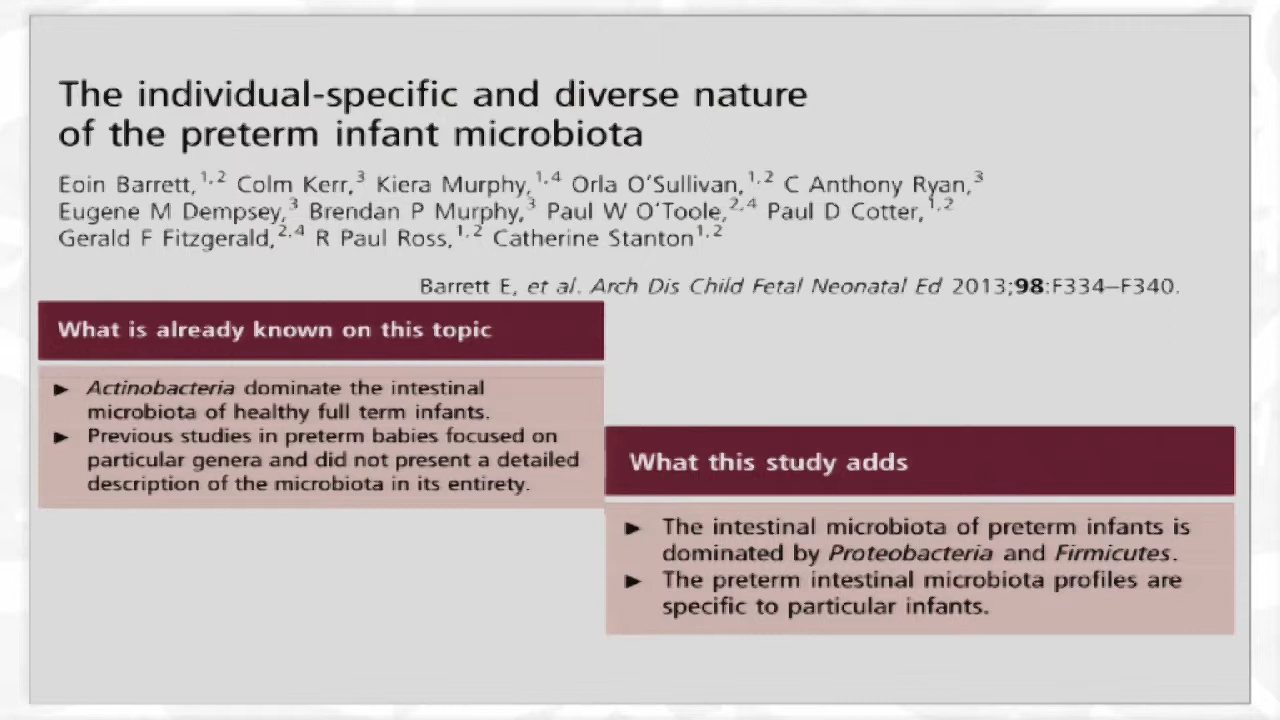 The individual-specific and diverse nature
of the preterm infant microbiota
Eoin Barrett,1,2 Colm Kerr,3 Kiera Murphy,1,4 Orla O'Sullivan,1,2 C Anthony Ryan,3
Eugene M Dempsey,3 Brendan P Murphy,3 Paul W O'Toole,2,4 Paul D Cotter,1,2
Gerald F Fitzgerald,2,4 R Paul Ross,1,2 Catherine Stanton1,2
Barrett E, et al. Arch Dis Child Fetal Neonatal Ed 2013;98:F334–F340.
What is already known on this topic
► Actinobacteria dominate the intestinal
microbiota of healthy full term infants.
► Previous studies in preterm babies focused on
particular genera and did not present a detailed
description of the microbiota in its entirety.
What this study adds
► The intestinal microbiota of preterm infants is
dominated by Proteobacteria and Firmicutes.
► The preterm intestinal microbiota profiles are
specific to particular infants.